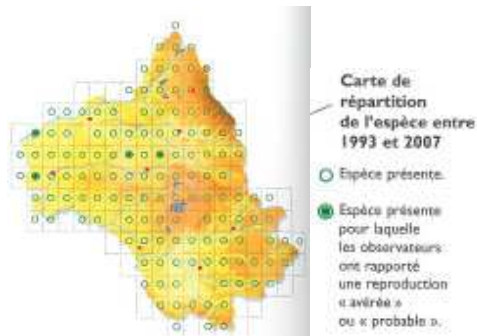 Carte de
répartition
de l'espèce entre
1993 et 2007
Espèce présente.
Espèce présente
pour laquelle
les observateurs
ont rapporté
une reproduction
« avérée »
ou « probable ».